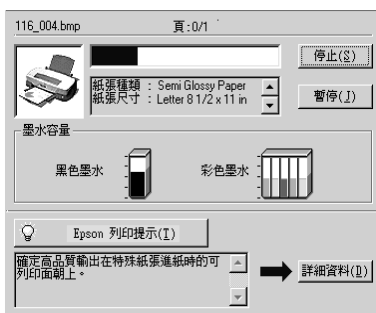 116_004.bmp 頁:0/1
停止(S)
紙張種類 : Semi Glossy Paper
紙張尺寸 : Letter 8 1/2 x 11 in
暫停(J)
墨水容量
黑色墨水 彩色墨水
Epson 列印提示(T)
確定高品質輸出在特殊紙張進紙時的可
列印面朝上。
詳細資料(D)